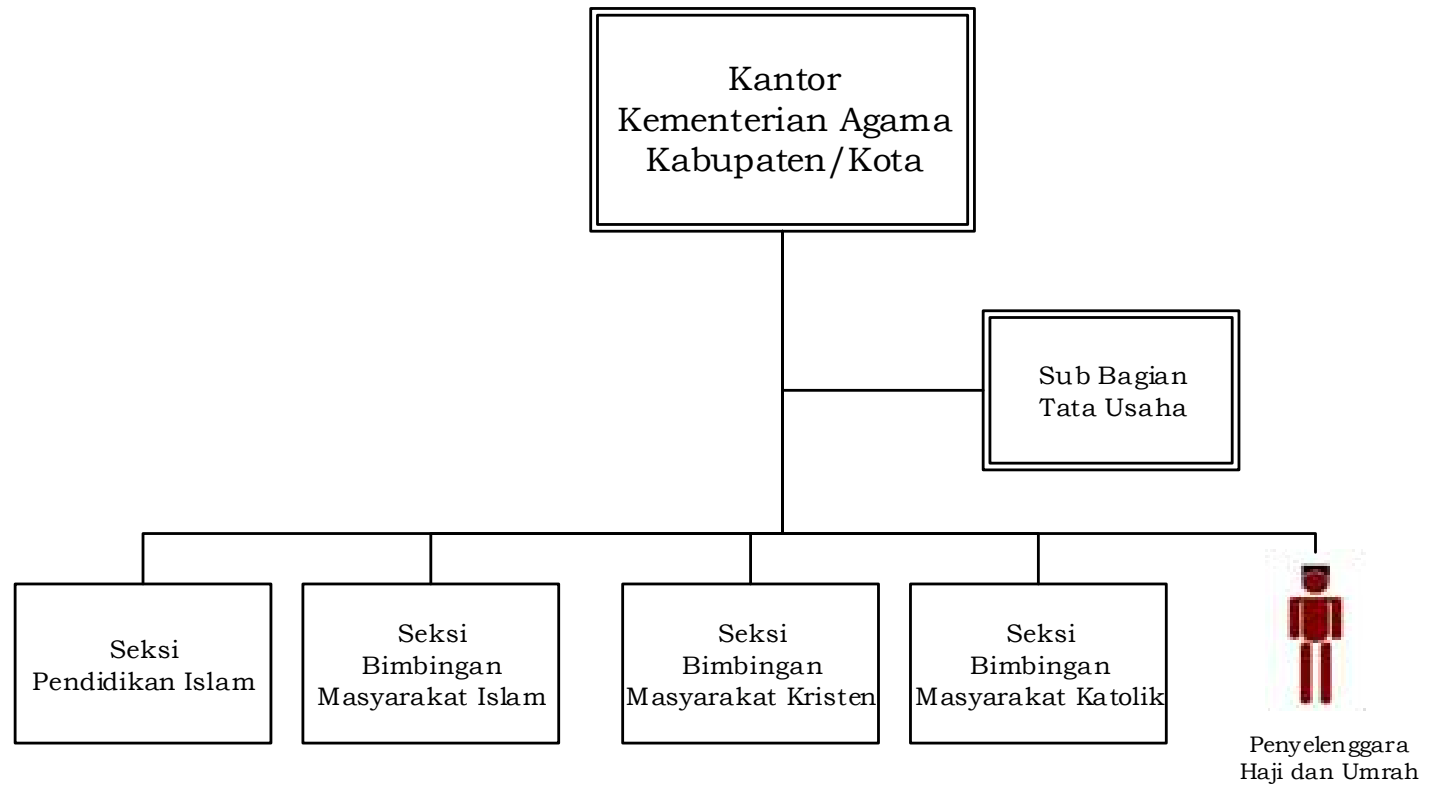 Kantor
Kementerian Agama
Kabupaten/Kota
Sub Bagian
Tata Usaha
Seksi
Pendidikan Islam
Seksi
Bimbingan
Masyarakat Islam
Seksi
Bimbingan
Masyarakat Kristen
Seksi
Bimbingan
Masyarakat Katolik
Penyelenggara
Haji dan Umrah